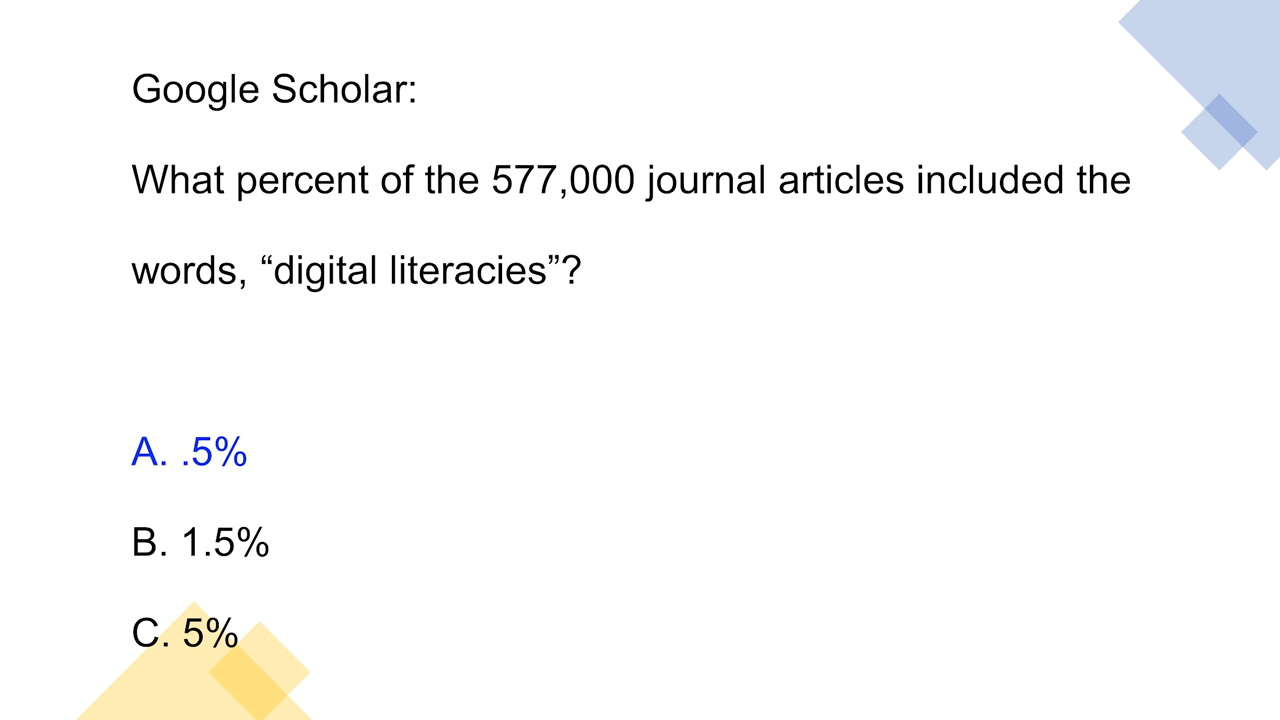 Google Scholar:
What percent of the 577,000 journal articles included the
words, “digital literacies”?
A. .5%
B. 1.5%
C. 5%